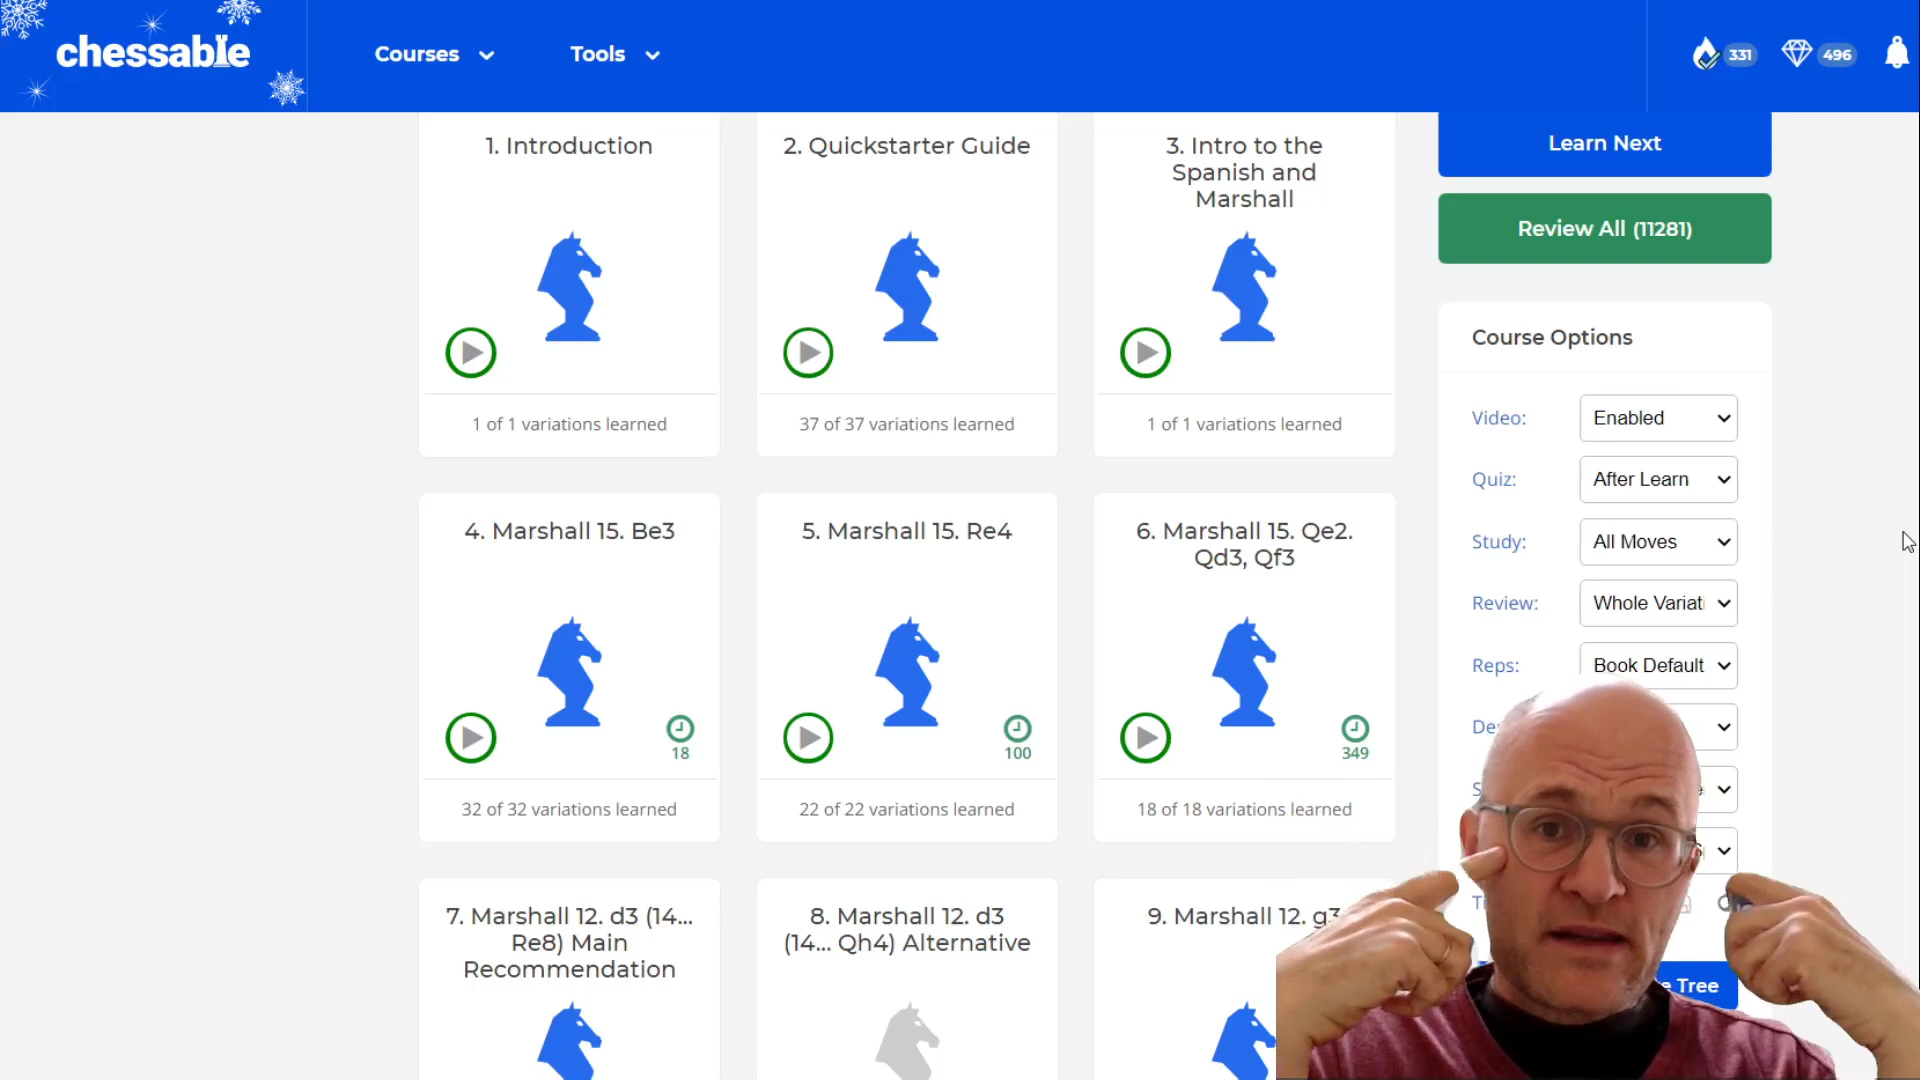 chessable
Courses
Tools
331
496
1. Introduction
2. Quickstarter Guide
3. Intro to the
Spanish and
Marshall
Learn Next
Review All (11281)
1 of 1 variations learned
37 of 37 variations learned
1 of 1 variations learned
Course Options
Video:
Enabled
Quiz:
After Learn
Study:
All Moves
Review:
Whole Variati
Reps:
Book Default
4. Marshall 15. Be3
5. Marshall 15. Re4
6. Marshall 15. Qe2.
Qd3, Qf3
18
100
349
32 of 32 variations learned
22 of 22 variations learned
18 of 18 variations learned
7. Marshall 12. d3 (14...
Re8) Main
Recommendation
8. Marshall 12. d3
(14... Qh4) Alternative
9. Marshall 12. g3
Tree